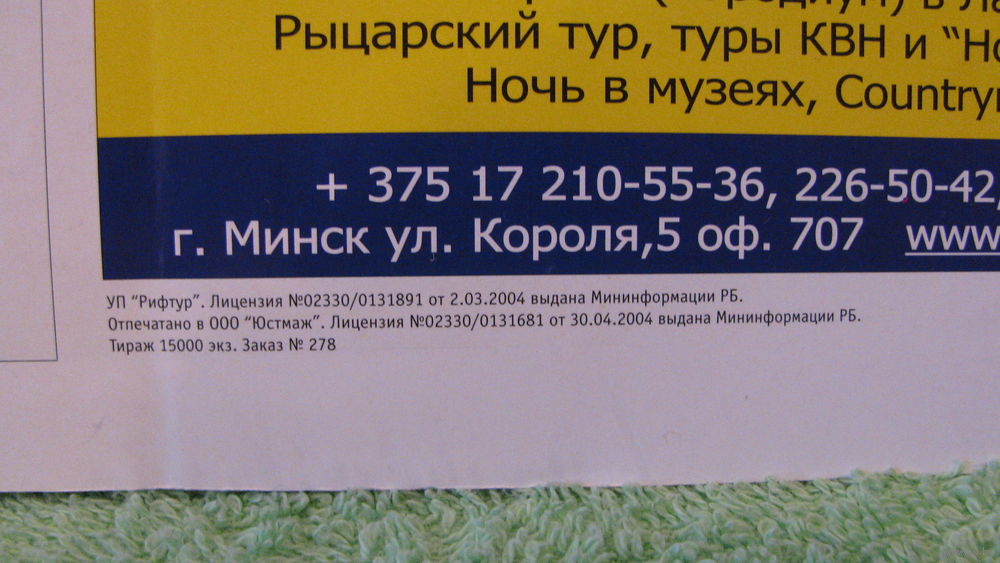 Рыцарский тур, туры КВН и
Ночь в музеях,
+ 375 17 210-55-36, 226-50-42,
г. Минск ул. Короля,5 оф. 707 www
УП "Рифтур". Лицензия №02330/0131891 от 2.03.2004 выдана Мининформации РБ.
Отпечатано в ООО "Юстмаж". Лицензия №02330/0131681 от 30.04.2004 выдана Мининформации РБ.
Тираж 15000 экз. Заказ № 278